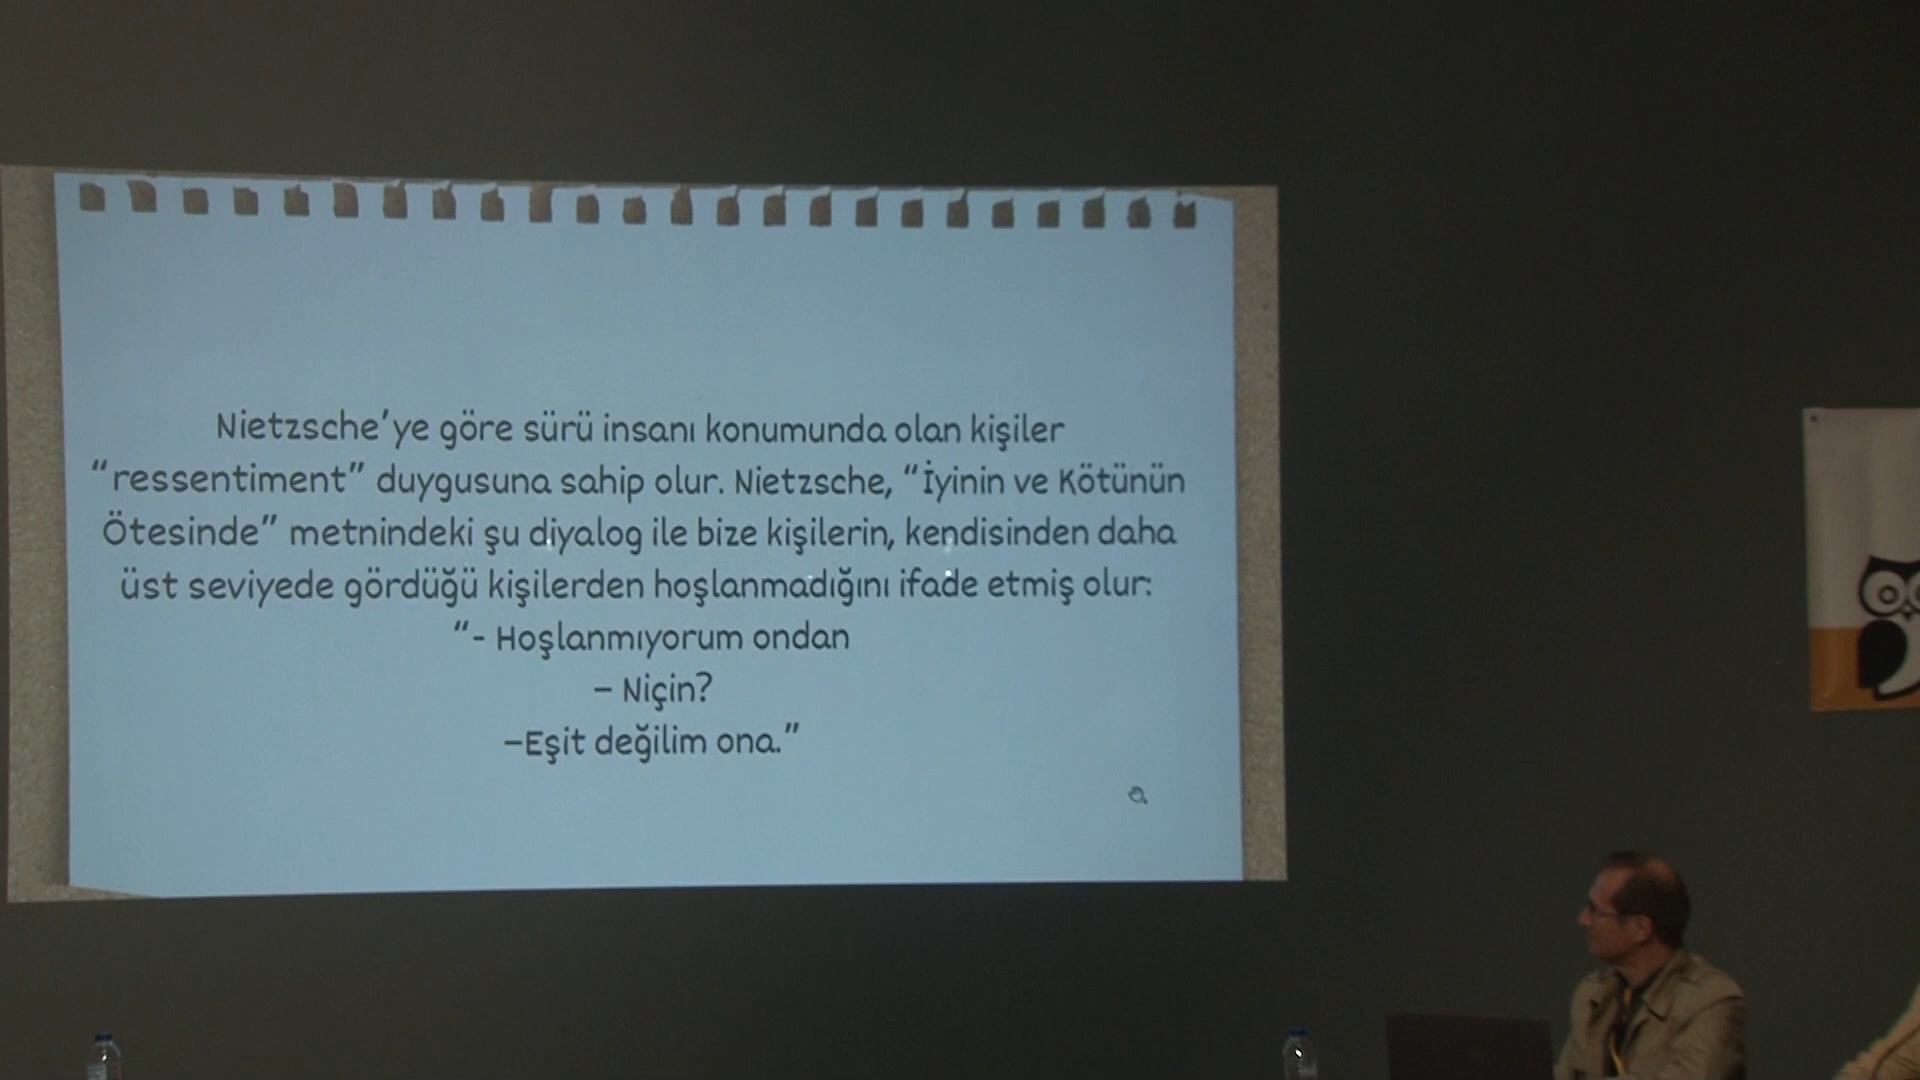 Nietzsche'ye göre sürü insanı konumunda olan kişiler
“ressentiment” duygusuna sahip olur. Nietzsche, “İyinin ve Kötünün
Ötesinde” metnindeki şu diyalog ile bize kişilerin, kendisinden daha
üst seviyede gördüğü kişilerden hoşlanmadığını ifade etmiş olur:
“- Hoşlanmıyorum ondan
– Niçin?
–Eşit değilim ona.”